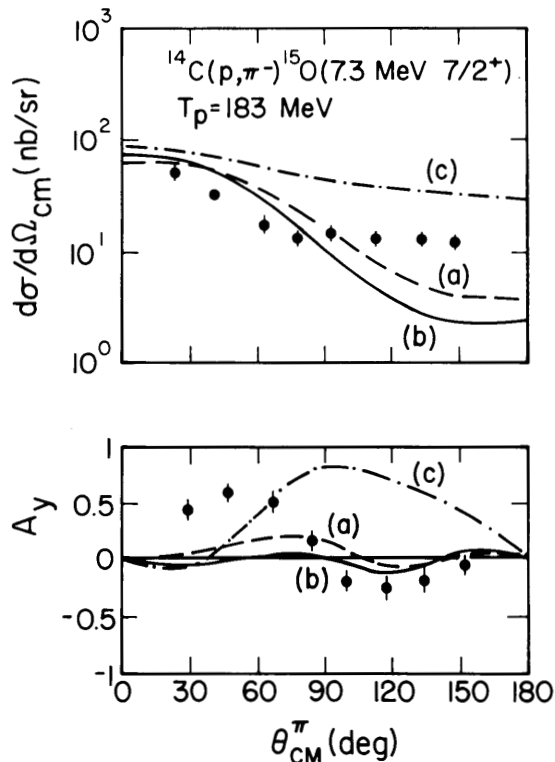 10³
¹⁴C(p,π⁻)¹⁵O(7.3 MeV 7/2⁺)
Tp=183 MeV
10²
(c)
dσ/dΩcm(nb/sr)
10¹
(a)
(b)
10⁰
1
(c)
0.5
Ay
(a)
0
(b)
-0.5
-1
0 30 60 90 120 150 180
θπCM(deg)